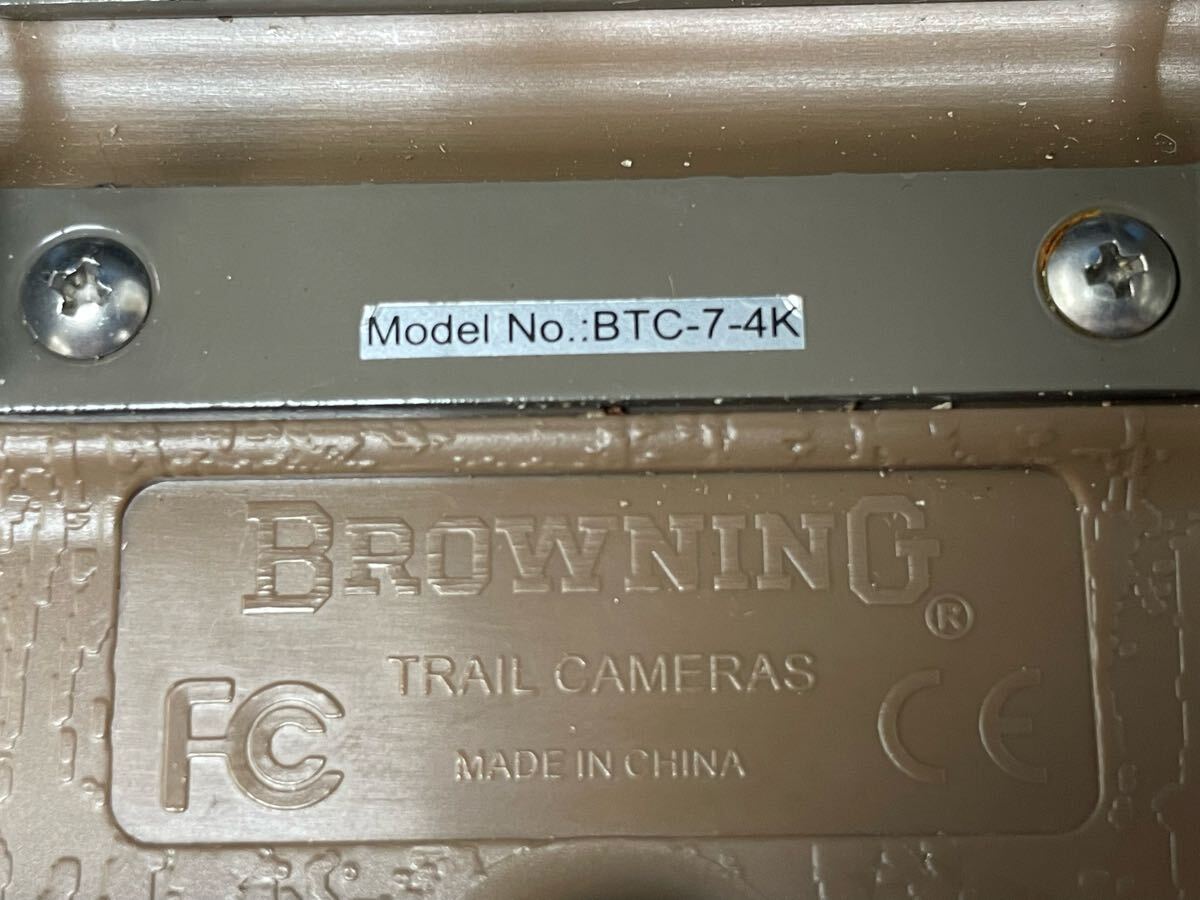 Model No.:BTC-7-4K
BROWNING®
TRAIL CAMERAS
FC CE
MADE IN CHINA